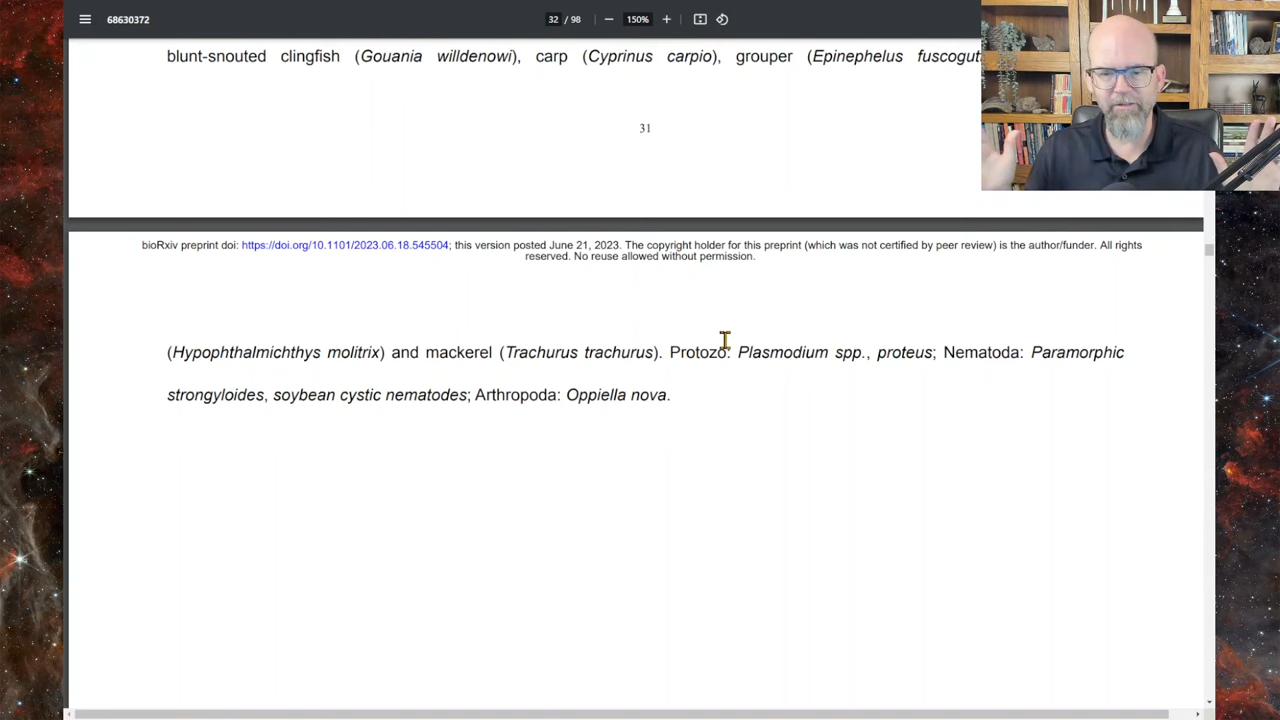 68630372
32 / 98
150%
blunt-snouted clingfish (Gouania willdenowi), carp (Cyprinus carpio), grouper (Epinephelus
31
bioRxiv preprint doi: https://doi.org/10.1101/2023.06.18.545504; this version posted June 21, 2023. The copyright holder for this preprint (which was not certified by peer review) is the author/funder. All rights
reserved. No reuse allowed without permission.
(Hypophthalmichthys molitrix) and mackerel (Trachurus trachurus). Protozo: Plasmodium spp., proteus; Nematoda: Paramorphic
strongyloides, soybean cystic nematodes; Arthropoda: Oppiella nova.